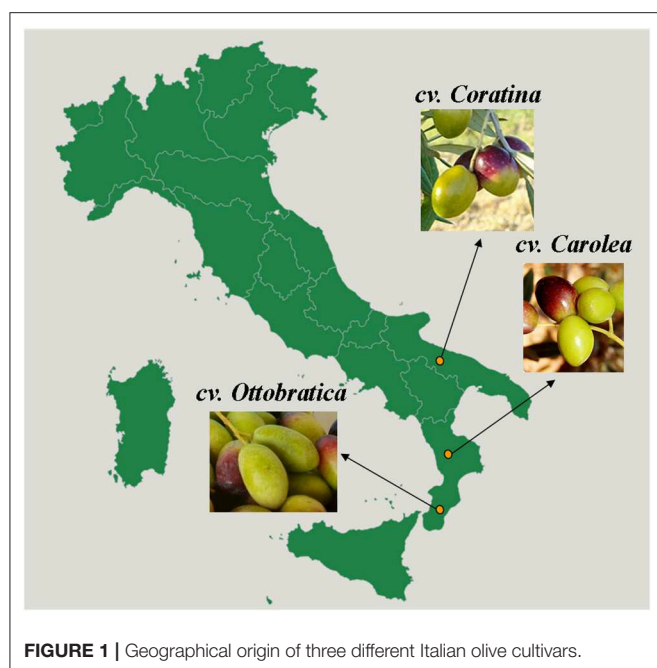 cv. Coratina
cv. Carolea
cv. Ottobratica
FIGURE 1 | Geographical origin of three different Italian olive cultivars.